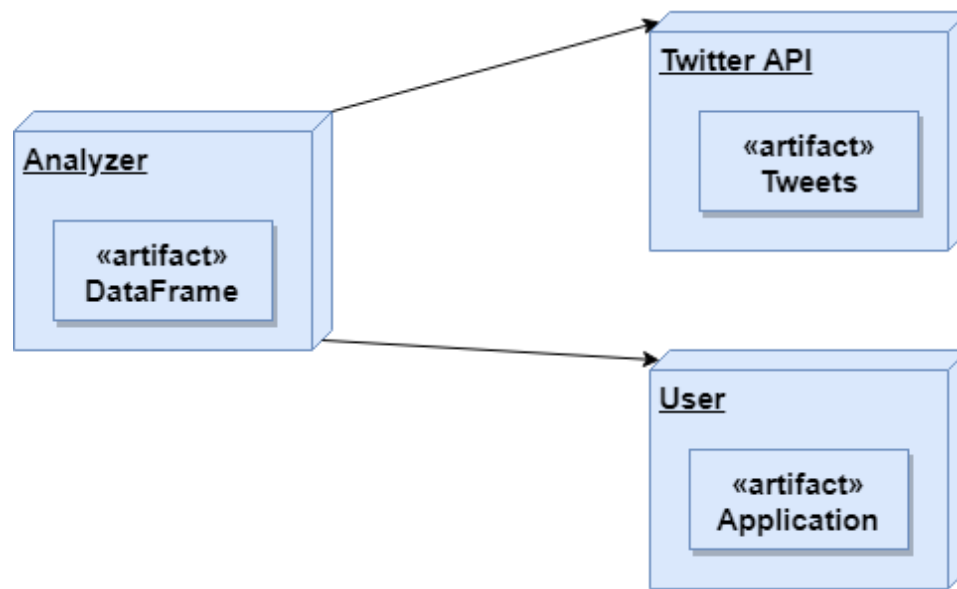 Analyzer
«artifact»
DataFrame
Twitter API
«artifact»
Tweets
User
«artifact»
Application